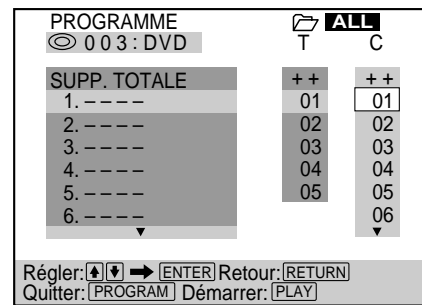 PROGRAMME ALL
003:DVD T C
SUPP. TOTALE ++ ++
1. – – – – 01 01
2. – – – – 02 02
3. – – – – 03 03
4. – – – – 04 04
5. – – – – 05 05
6. – – – – 06
Régler: ENTER Retour: RETURN
Quitter: PROGRAM Démarrer: PLAY